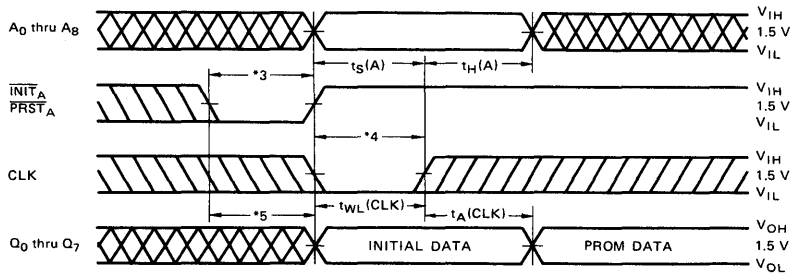 A0 thru A8
VIH
1.5 V
VIL
tS(A)
tH(A)
*3
INITA
PRSTA
VIH
1.5 V
VIL
*4
CLK
VIH
1.5 V
VIL
*5
tWL(CLK)
tA(CLK)
Q0 thru Q7
INITIAL DATA
PROM DATA
VOH
1.5 V
VOL